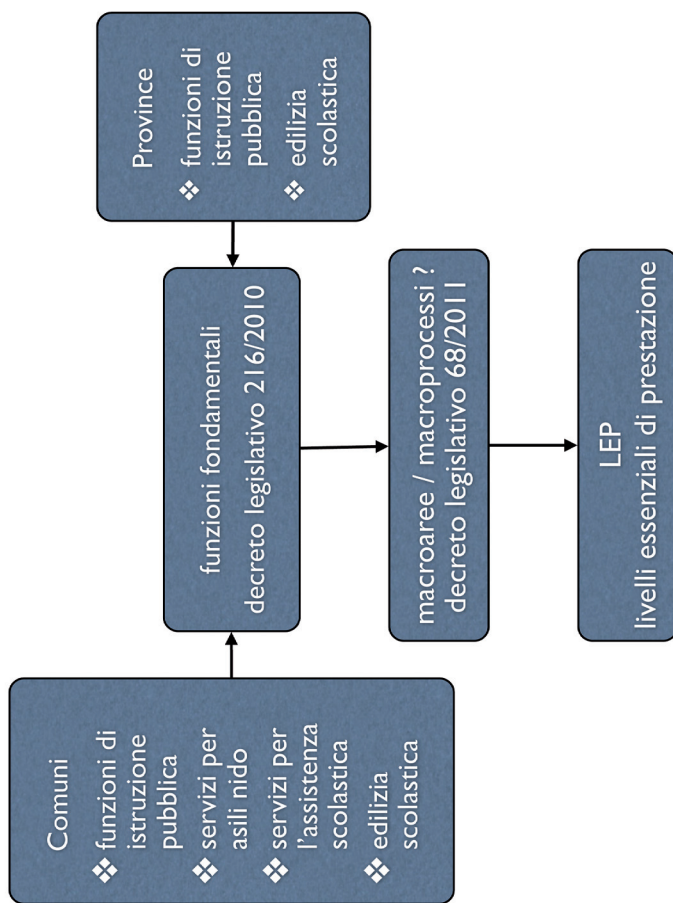 Comuni
❖ funzioni di
istruzione
pubblica
❖ servizi per
asili nido
❖ servizi per
l'assistenza
scolastica
❖ edilizia
scolastica
funzioni fondamentali
decreto legislativo 216/2010
Province
❖ funzioni di
istruzione
pubblica
❖ edilizia
scolastica
macroaree / macroprocessi ?
decreto legislativo 68/2011
LEP
livelli essenziali di prestazione